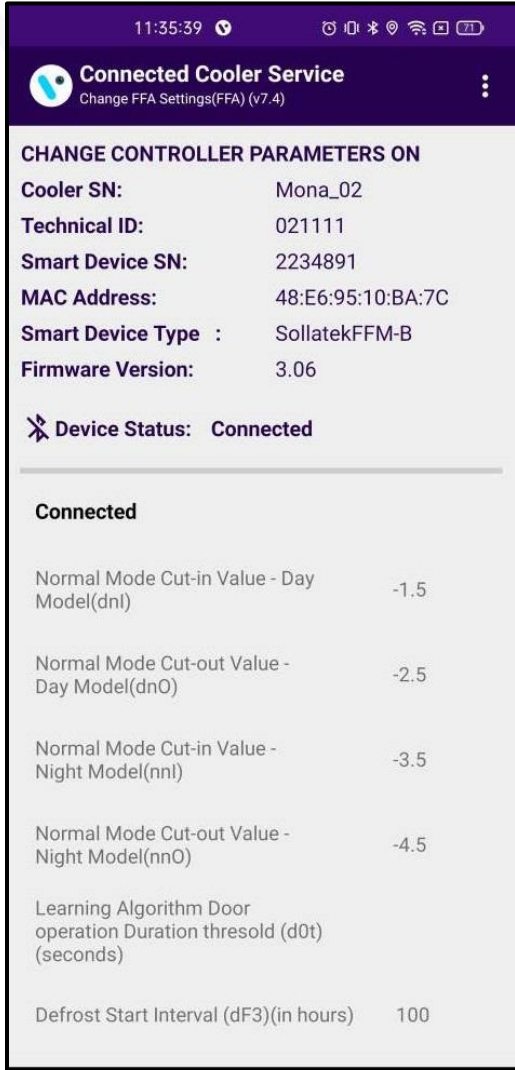 11:35:39
71
Connected Cooler Service
Change FFA Settings(FFA) (v7.4)
CHANGE CONTROLLER PARAMETERS ON
Cooler SN: Mona_02
Technical ID: 021111
Smart Device SN: 2234891
MAC Address: 48:E6:95:10:BA:7C
Smart Device Type : SollatekFFM-B
Firmware Version: 3.06
Device Status: Connected
Connected
Normal Mode Cut-in Value - Day
Model(dnI) -1.5
Normal Mode Cut-out Value -
Day Model(dnO) -2.5
Normal Mode Cut-in Value -
Night Model(nnI) -3.5
Normal Mode Cut-out Value -
Night Model(nnO) -4.5
Learning Algorithm Door
operation Duration thresold (d0t)
(seconds)
Defrost Start Interval (dF3)(in hours) 100